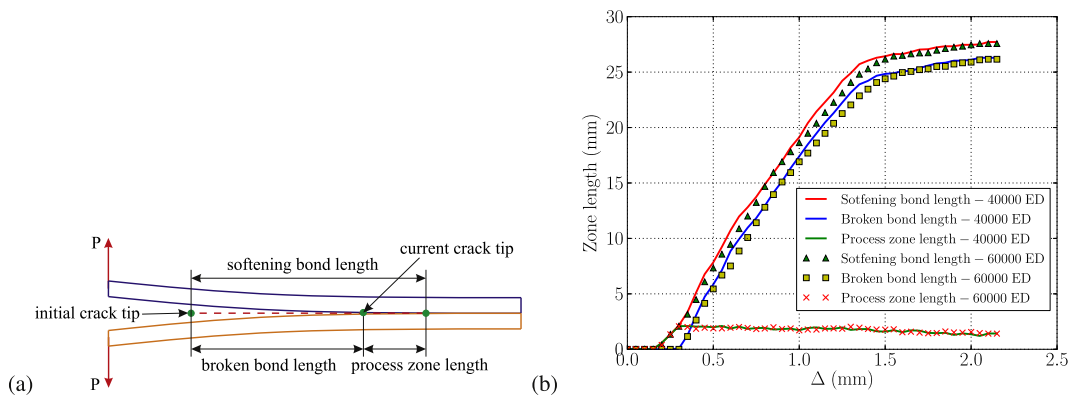 P
current crack tip
softening bond length
initial crack tip
broken bond length
process zone length
P
(a)
30
25
20
15
10
5
0
Zone length (mm)
Sotfening bond length – 40000 ED
Broken bond length – 40000 ED
Process zone length – 40000 ED
Sotfening bond length – 60000 ED
Broken bond length – 60000 ED
Process zone length – 60000 ED
0.0 0.5 1.0 1.5 2.0 2.5
Δ (mm)
(b)